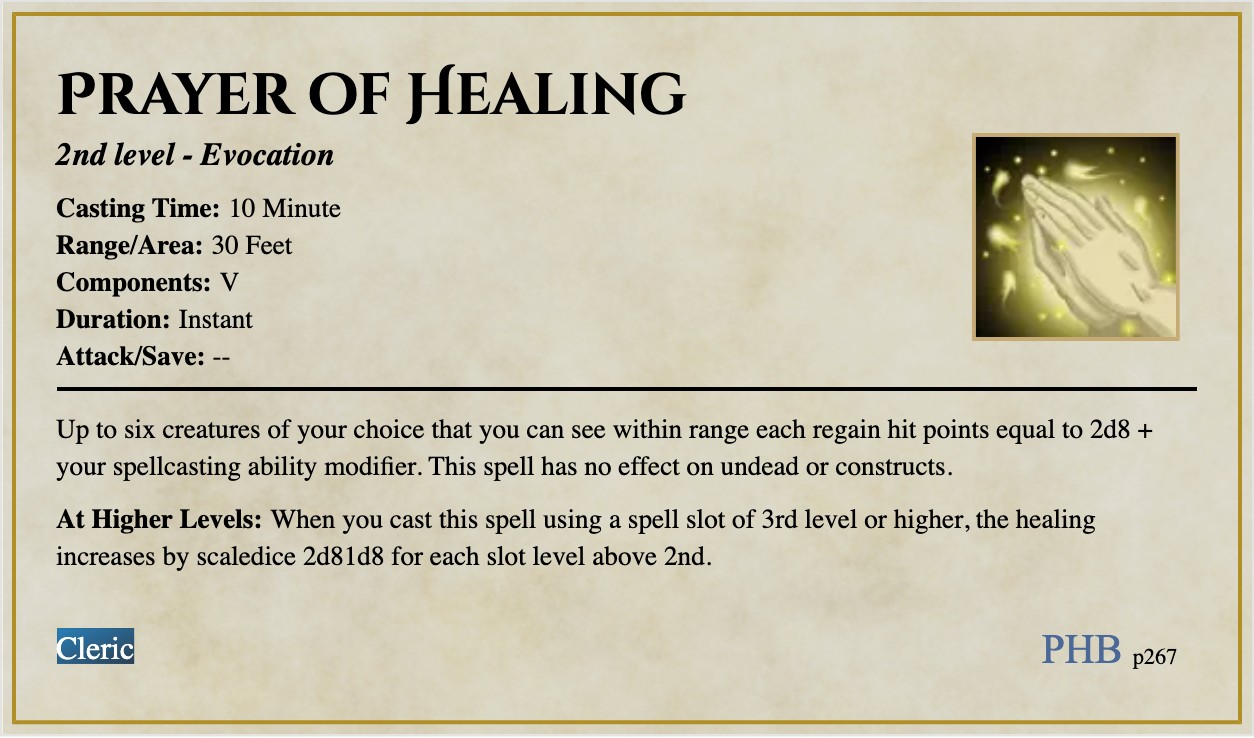 Prayer of Healing
2nd level - Evocation
Casting Time: 10 Minute
Range/Area: 30 Feet
Components: V
Duration: Instant
Attack/Save: --
Up to six creatures of your choice that you can see within range each regain hit points equal to 2d8 +
your spellcasting ability modifier. This spell has no effect on undead or constructs.
At Higher Levels: When you cast this spell using a spell slot of 3rd level or higher, the healing
increases by scaledice 2d81d8 for each slot level above 2nd.
Cleric
PHB p267